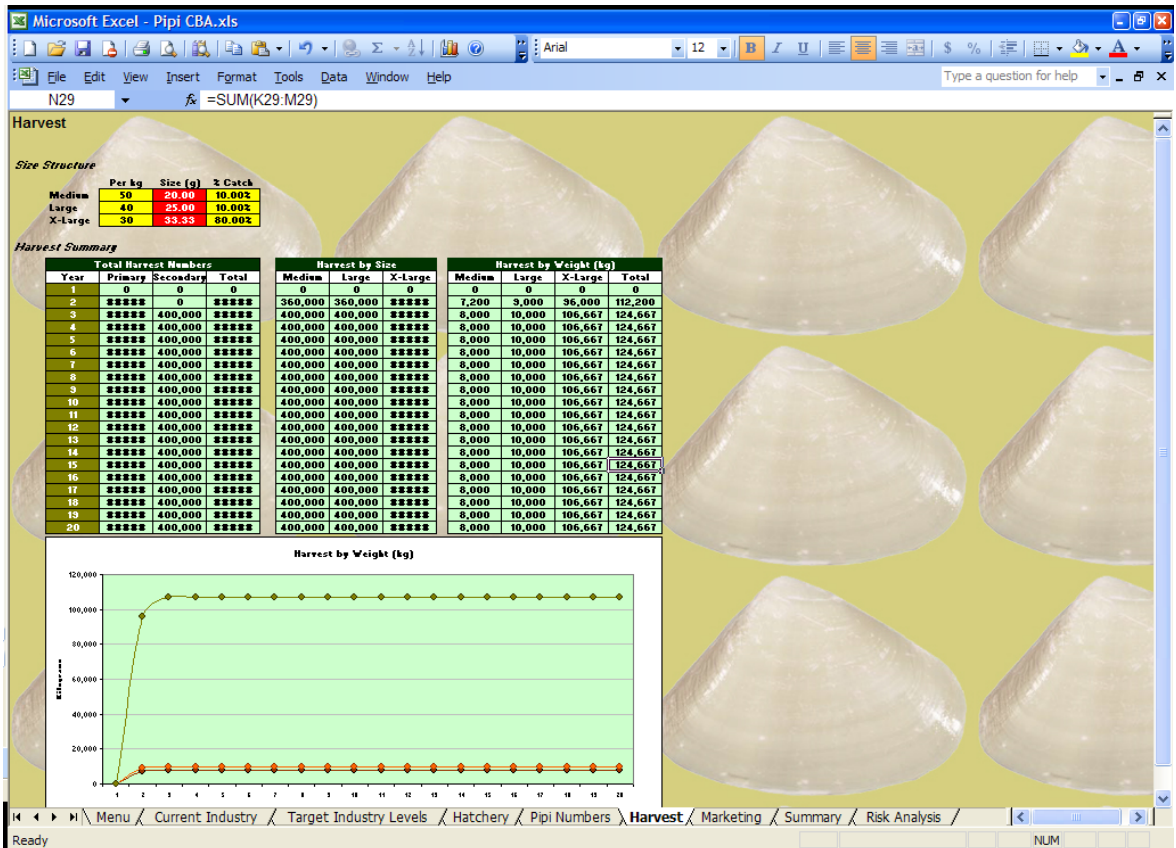 Microsoft Excel - Pipi CBA.xls
Arial 12 B I U $ %
File Edit View Insert Format Tools Data Window Help Type a question for help
N29 fx =SUM(K29:M29)
Harvest
Size Structure
Per kg Size (g) % Catch
Medium 50 20.00 10.00%
Large 40 25.00 10.00%
X-Large 30 33.33 80.00%
Harvest Summary
Total Harvest Numbers Harvest by Size Harvest by Weight (kg)
Year Primary Secondary Total Medium Large X-Large Medium Large X-Large Total
1 0 0 0 0 0 0 0 0 0 0
2 ##### 0 ##### 360,000 360,000 ##### 7,200 9,000 96,000 112,200
3 ##### 400,000 ##### 400,000 400,000 ##### 8,000 10,000 106,667 124,667
4 ##### 400,000 ##### 400,000 400,000 ##### 8,000 10,000 106,667 124,667
5 ##### 400,000 ##### 400,000 400,000 ##### 8,000 10,000 106,667 124,667
6 ##### 400,000 ##### 400,000 400,000 ##### 8,000 10,000 106,667 124,667
7 ##### 400,000 ##### 400,000 400,000 ##### 8,000 10,000 106,667 124,667
8 ##### 400,000 ##### 400,000 400,000 ##### 8,000 10,000 106,667 124,667
9 ##### 400,000 ##### 400,000 400,000 ##### 8,000 10,000 106,667 124,667
10 ##### 400,000 ##### 400,000 400,000 ##### 8,000 10,000 106,667 124,667
11 ##### 400,000 ##### 400,000 400,000 ##### 8,000 10,000 106,667 124,667
12 ##### 400,000 ##### 400,000 400,000 ##### 8,000 10,000 106,667 124,667
13 ##### 400,000 ##### 400,000 400,000 ##### 8,000 10,000 106,667 124,667
14 ##### 400,000 ##### 400,000 400,000 ##### 8,000 10,000 106,667 124,667
15 ##### 400,000 ##### 400,000 400,000 ##### 8,000 10,000 106,667 124,667
16 ##### 400,000 ##### 400,000 400,000 ##### 8,000 10,000 106,667 124,667
17 ##### 400,000 ##### 400,000 400,000 ##### 8,000 10,000 106,667 124,667
18 ##### 400,000 ##### 400,000 400,000 ##### 8,000 10,000 106,667 124,667
19 ##### 400,000 ##### 400,000 400,000 ##### 8,000 10,000 106,667 124,667
20 ##### 400,000 ##### 400,000 400,000 ##### 8,000 10,000 106,667 124,667
Harvest by Weight (kg)
120,000
100,000
80,000
60,000
40,000
20,000
0
Kilograms
1 2 3 4 5 6 7 8 9 10 11 12 13 14 15 16 17 18 19 20
Menu Current Industry Target Industry Levels Hatchery Pipi Numbers Harvest Marketing Summary Risk Analysis
Ready NUM